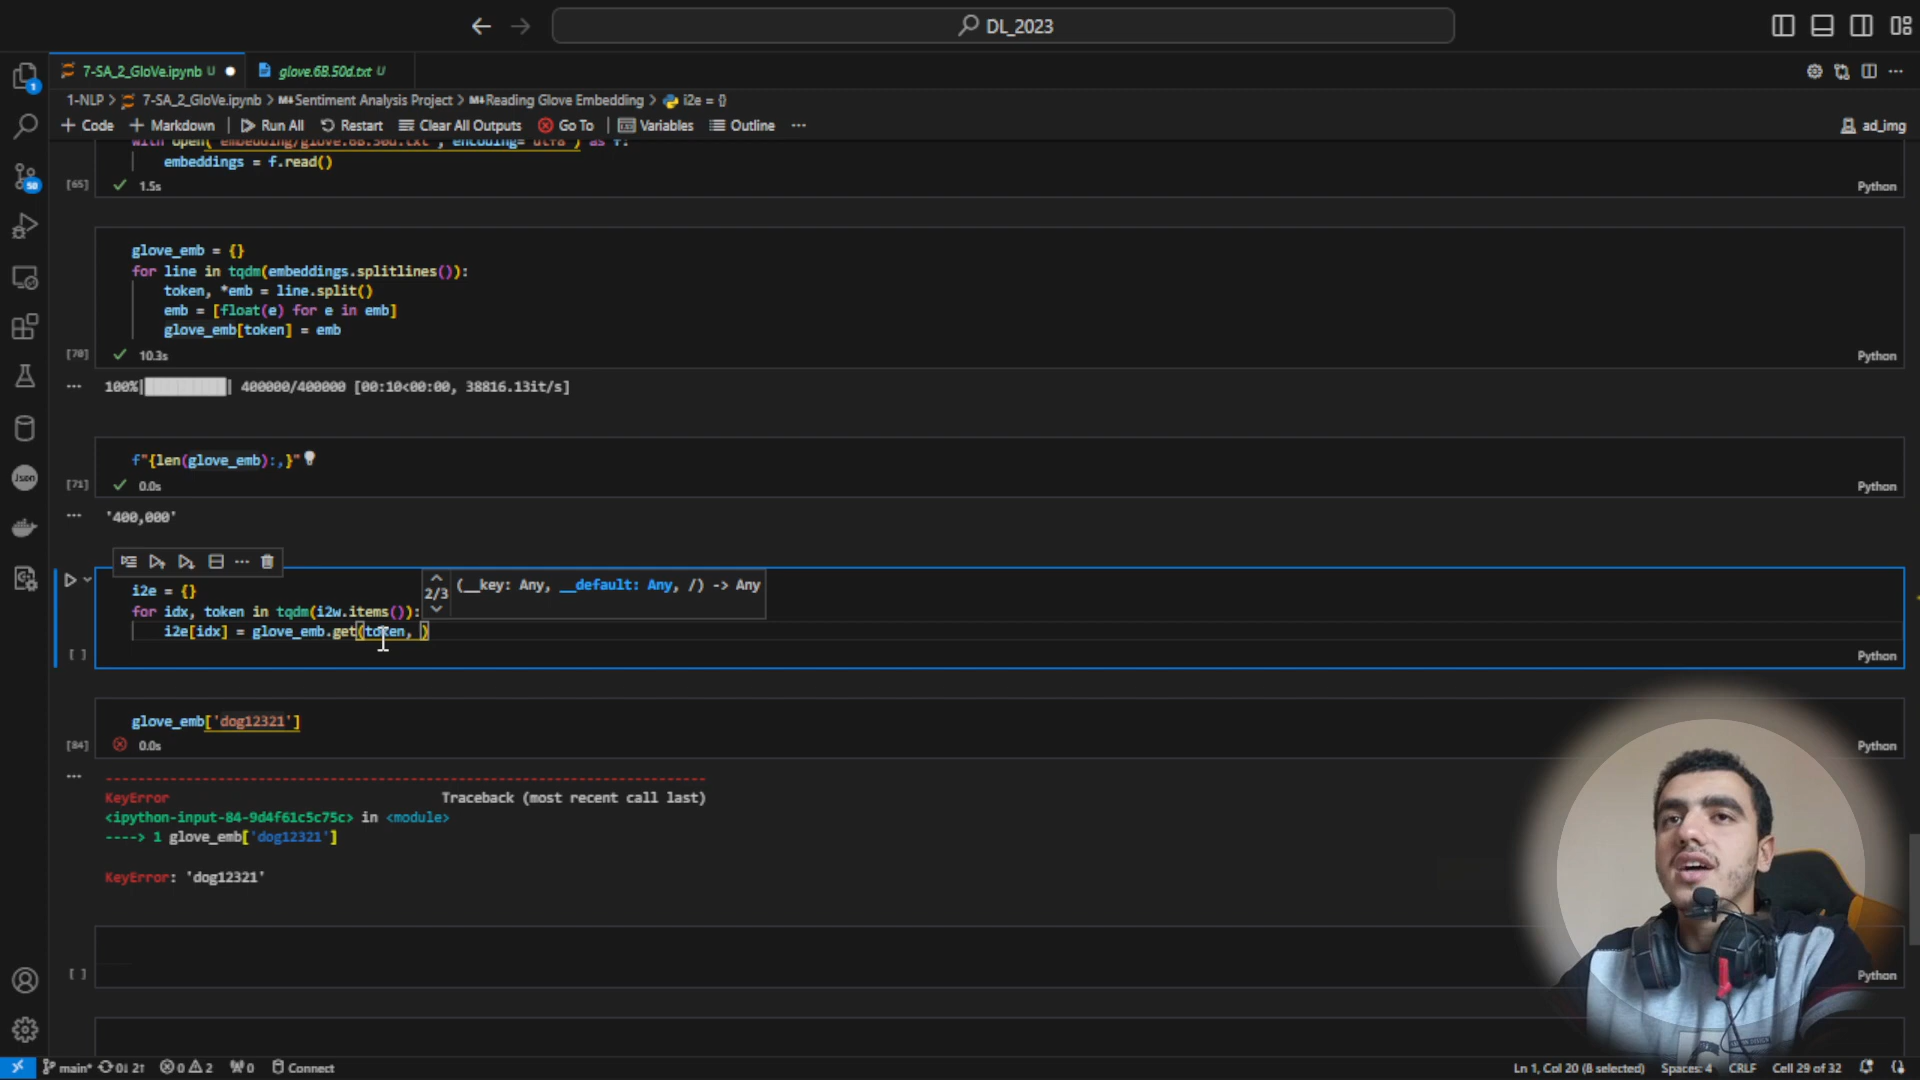 DL_2023
7-SA_2_GloVe.ipynb U
glove.6B.50d.txt U
1-NLP > 7-SA_2_GloVe.ipynb > M↓Sentiment Analysis Project > M↓Reading Glove Embedding > i2e = {}
+ Code + Markdown Run All Restart Clear All Outputs Go To Variables Outline ...
ad_img
with open("embedding/glove.6B.50d.txt", encoding="utf8") as f:
embeddings = f.read()
[65] 1.5s Python
glove_emb = {}
for line in tqdm(embeddings.splitlines()):
token, *emb = line.split()
emb = [float(e) for e in emb]
glove_emb[token] = emb
[70] 10.3s Python
... 100%|██████████| 400000/400000 [00:10<00:00, 38816.13it/s]
f"{len(glove_emb):,}"
[71] 0.0s Python
... '400,000'
i2e = {}
2/3 (__key: Any, __default: Any, /) -> Any
for idx, token in tqdm(i2w.items()):
i2e[idx] = glove_emb.get(token, )
[ ] Python
glove_emb['dog12321']
[84] 0.0s Python
... ---------------------------------------------------------------------------
KeyError Traceback (most recent call last)
<ipython-input-84-9d4f61c5c75c> in <module>
----> 1 glove_emb['dog12321']
KeyError: 'dog12321'
[ ] Python
1
50
Json
main* 0↓ 2↑ 0 2 0 Connect
Ln 1, Col 20 (8 selected) Spaces: 4 CRLF Cell 29 of 32